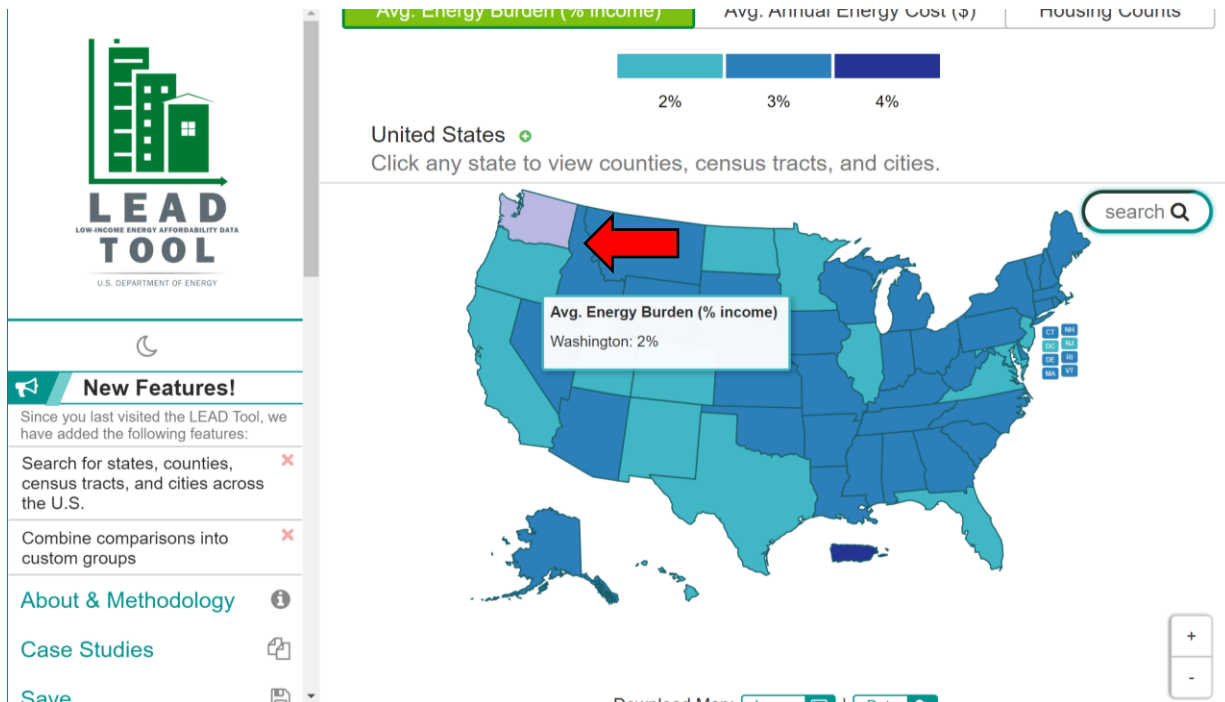 Avg. Energy Burden (% income)
Avg. Annual Energy Cost ($)
Housing Counts
2%
3%
4%
United States
Click any state to view counties, census tracts, and cities.
search
LEAD
LOW-INCOME ENERGY AFFORDABILITY DATA
TOOL
U.S. DEPARTMENT OF ENERGY
Avg. Energy Burden (% income)
Washington: 2%
CT NH
DC NJ
DE RI
MA VT
New Features!
Since you last visited the LEAD Tool, we
have added the following features:
Search for states, counties,
census tracts, and cities across
the U.S.
Combine comparisons into
custom groups
About & Methodology
Case Studies
Save
+
-
Download Map: